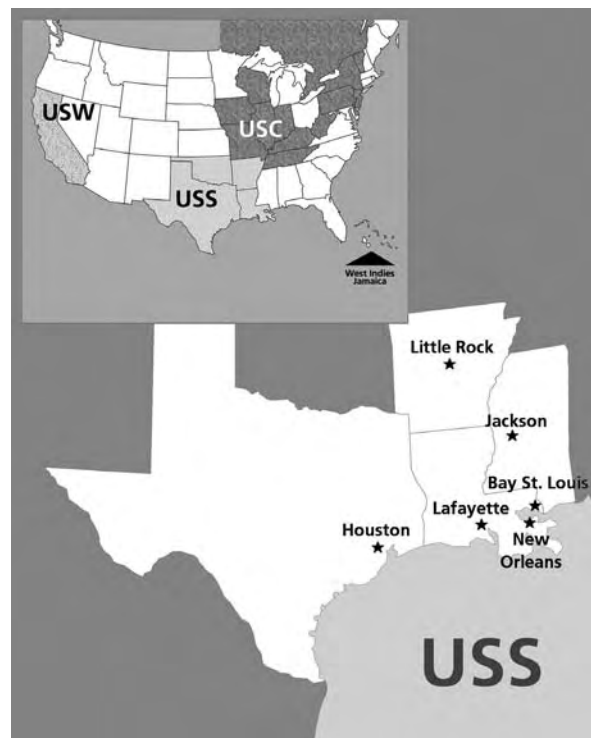 USW
USC
USS
West Indies
Jamaica
Little Rock
Jackson
Bay St. Louis
Lafayette
Houston
New
Orleans
USS